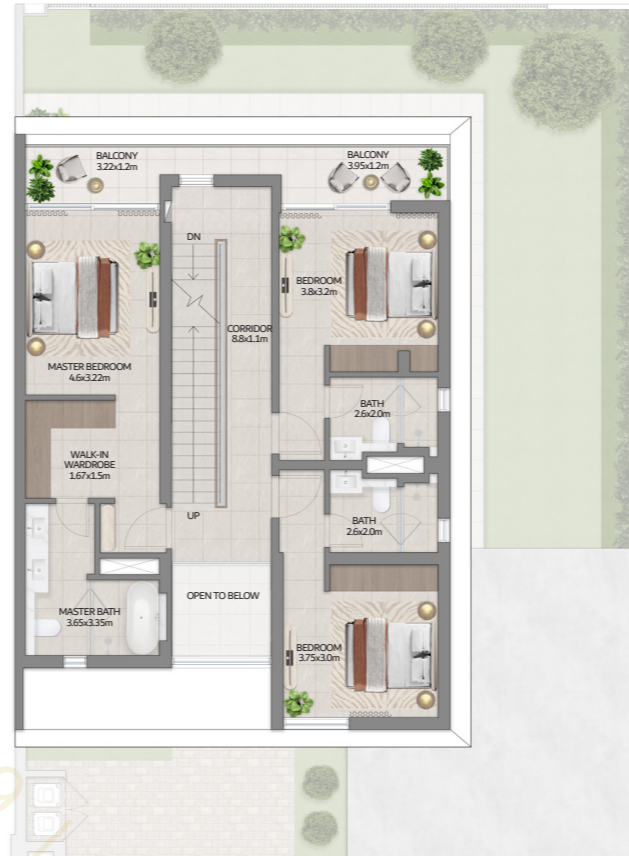 BALCONY
3.22x1.2m
BALCONY
3.95x1.2m
DN
BEDROOM
3.8x3.2m
CORRIDOR
8.8x1.1m
MASTER BEDROOM
4.6x3.22m
BATH
2.6x2.0m
WALK-IN
WARDROBE
1.67x1.5m
UP
BATH
2.6x2.0m
OPEN TO BELOW
MASTER BATH
3.65x3.35m
BEDROOM
3.75x3.0m